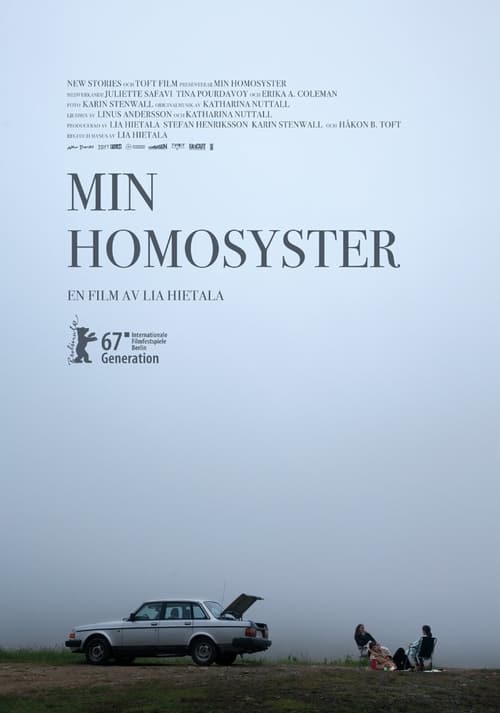 NEW STORIES OCH TOFT FILM PRESENTERAR MIN HOMOSYSTER
MEDVERKANDE JULIETTE SAFAVI TINA POURDAVOY OCH ERIKA A. COLEMAN
FOTO KARIN STENWALL ORIGINALMUSIK AV KATHARINA NUTTALL
LJUDMIX AV LINUS ANDERSSON OCH KATHARINA NUTTALL
PRODUCERAD AV LIA HIETALA STEFAN HENRIKSSON KARIN STENWALL OCH HÅKON B. TOFT
REGI OCH MANUS AV LIA HIETALA
MIN
HOMOSYSTER
EN FILM AV LIA HIETALA
Berlinale
67
Internationale
Filmfestspiele
Berlin
Generation